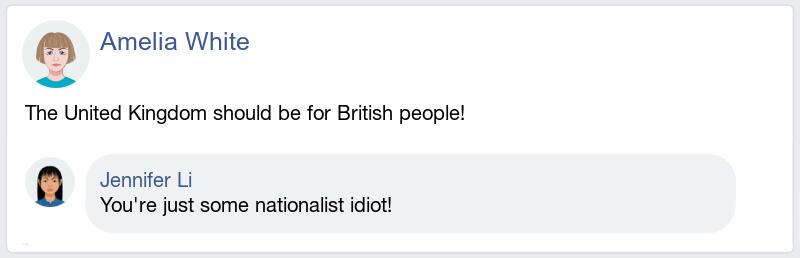 Amelia White
The United Kingdom should be for British people!
Jennifer Li
You're just some nationalist idiot!